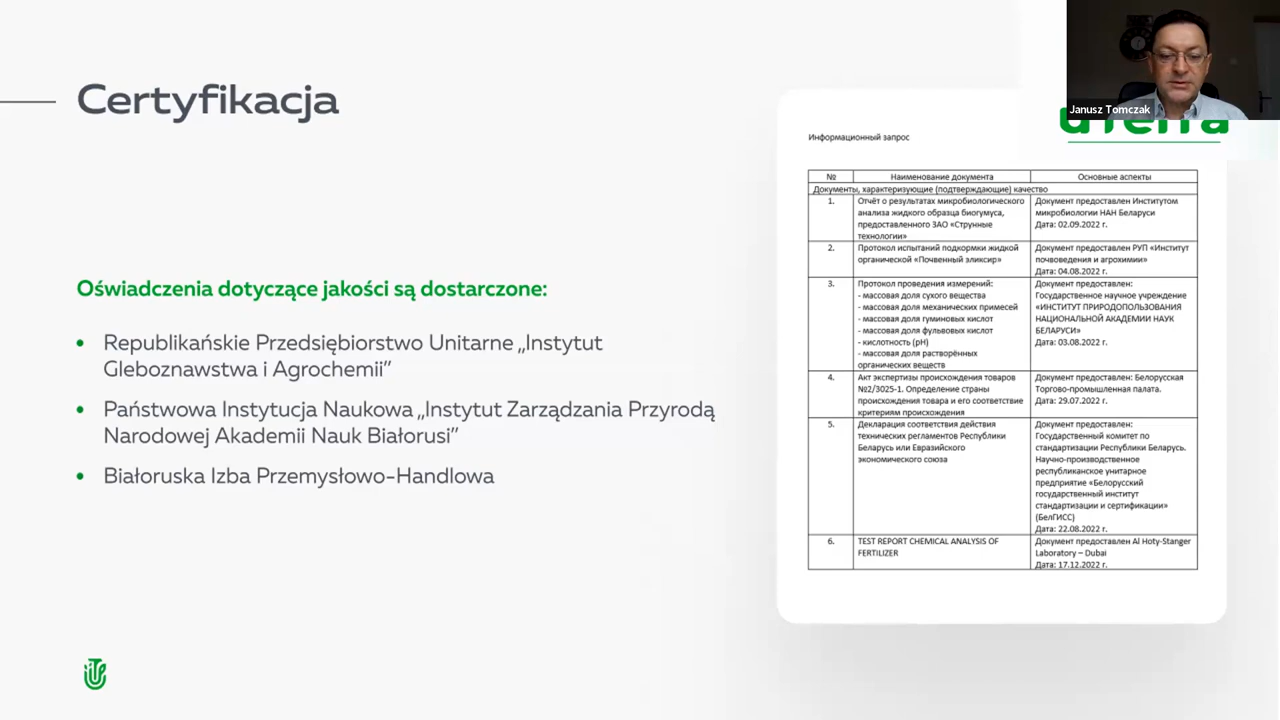 Certyfikacja
Oświadczenia dotyczące jakości są dostarczone:
Republikańskie Przedsiębiorstwo Unitarne „Instytut
Gleboznawstwa i Agrochemii”
Państwowa Instytucja Naukowa „Instytut Zarządzania Przyrodą
Narodowej Akademii Nauk Białorusi”
Białoruska Izba Przemysłowo-Handlowa
Janusz Tomczak
Информационный запрос
№ Наименование документа Основные аспекты
Документы, характеризующие (подтверждающие) качество
1. Отчёт о результатах микробиологического Документ предоставлен Институтом
анализа жидкого образца биогумуса, микробиологии НАН Беларуси
предоставленного ЗАО «Струнные Дата: 02.09.2022 г.
технологии»
2. Протокол испытаний подкормки жидкой Документ предоставлен РУП «Институт
органической «Почвенный эликсир» почвоведения и агрохимии»
Дата: 04.08.2022 г.
3. Протокол проведения измерений: Документ предоставлен:
- массовая доля сухого вещества Государственное научное учреждение
- массовая доля механических примесей «ИНСТИТУТ ПРИРОДОПОЛЬЗОВАНИЯ
- массовая доля гуминовых кислот НАЦИОНАЛЬНОЙ АКАДЕМИИ НАУК
- массовая доля фульвовых кислот БЕЛАРУСИ»
- кислотность (pH) Дата: 03.08.2022 г.
- массовая доля растворённых
органических веществ
4. Акт экспертизы происхождения товаров Документ предоставлен: Белорусская
№2/3025-1. Определение страны Торгово-промышленная палата.
происхождения товара и его соответствие Дата: 29.07.2022 г.
критериям происхождения
5. Декларация соответствия действия Документ предоставлен:
технических регламентов Республики Государственный комитет по
Беларусь или Евразийского стандартизации Республики Беларусь.
экономического союза Научно-производственное
республиканское унитарное
предприятие «Белорусский
государственный институт
стандартизации и сертификации»
(БелГИСС)
Дата: 22.08.2022 г.
6. TEST REPORT CHEMICAL ANALYSIS OF Документ предоставлен Al Hoty-Stanger
FERTILIZER Laboratory – Dubai
Дата: 17.12.2022 г.